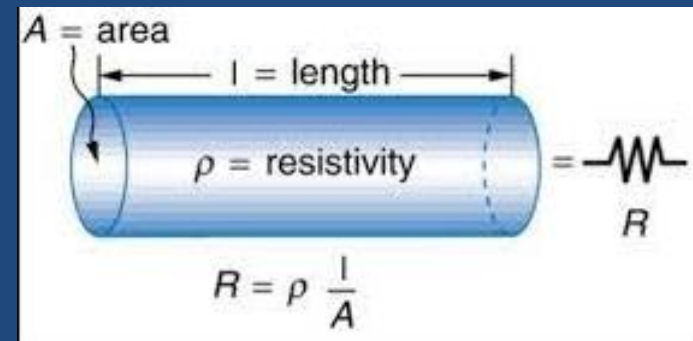 A = area
l = length
ρ = resistivity
=
R
R = ρ l/A